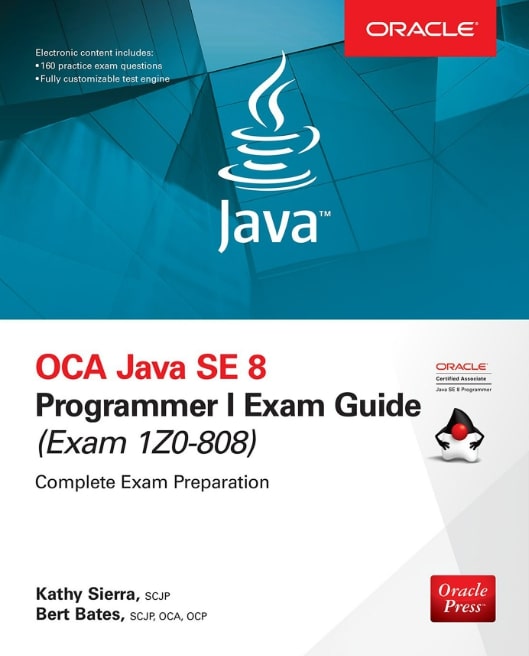 ORACLE®
Electronic content includes:
• 160 practice exam questions
• Fully customizable test engine
Java™
OCA Java SE 8
Programmer I Exam Guide
(Exam 1Z0-808)
Complete Exam Preparation
ORACLE®
Certified Associate
Java SE 8 Programmer
Kathy Sierra, SCJP
Bert Bates, SCJP, OCA, OCP
Oracle
Press™